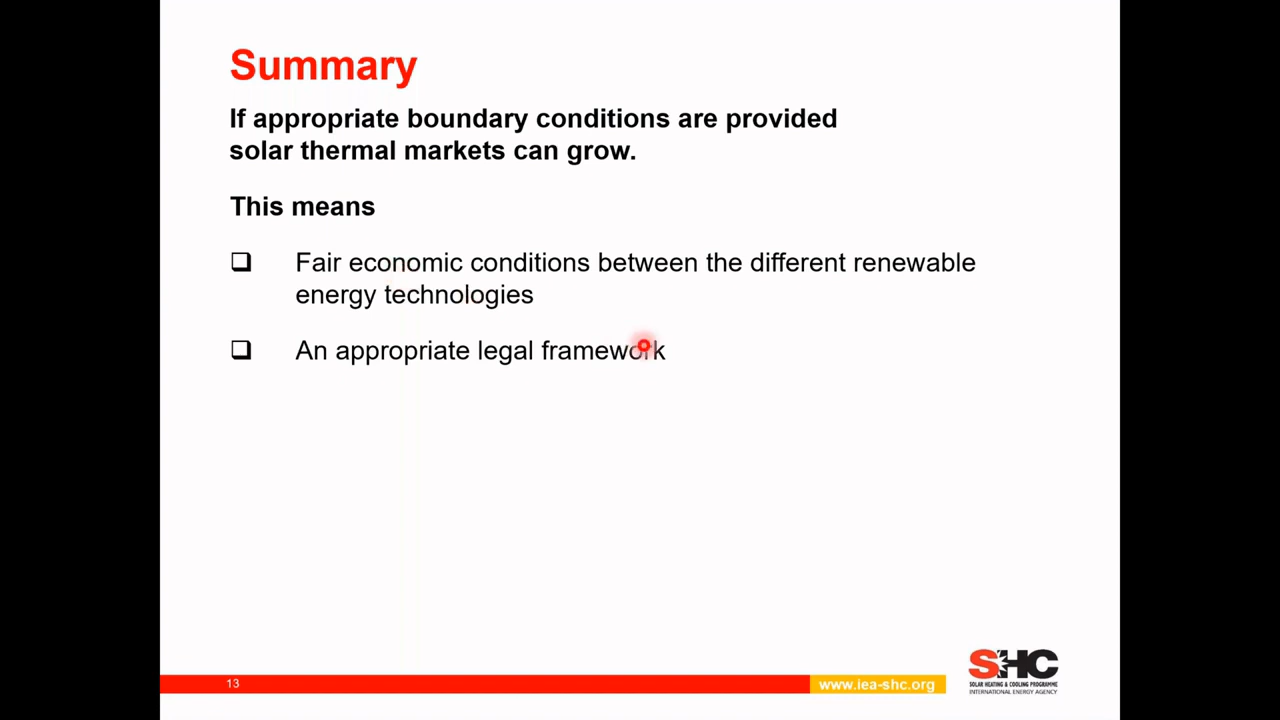 Summary
If appropriate boundary conditions are provided
solar thermal markets can grow.
This means
Fair economic conditions between the different renewable
energy technologies
An appropriate legal framework
13
www.iea-shc.org
SHC
SOLAR HEATING & COOLING PROGRAMME
INTERNATIONAL ENERGY AGENCY